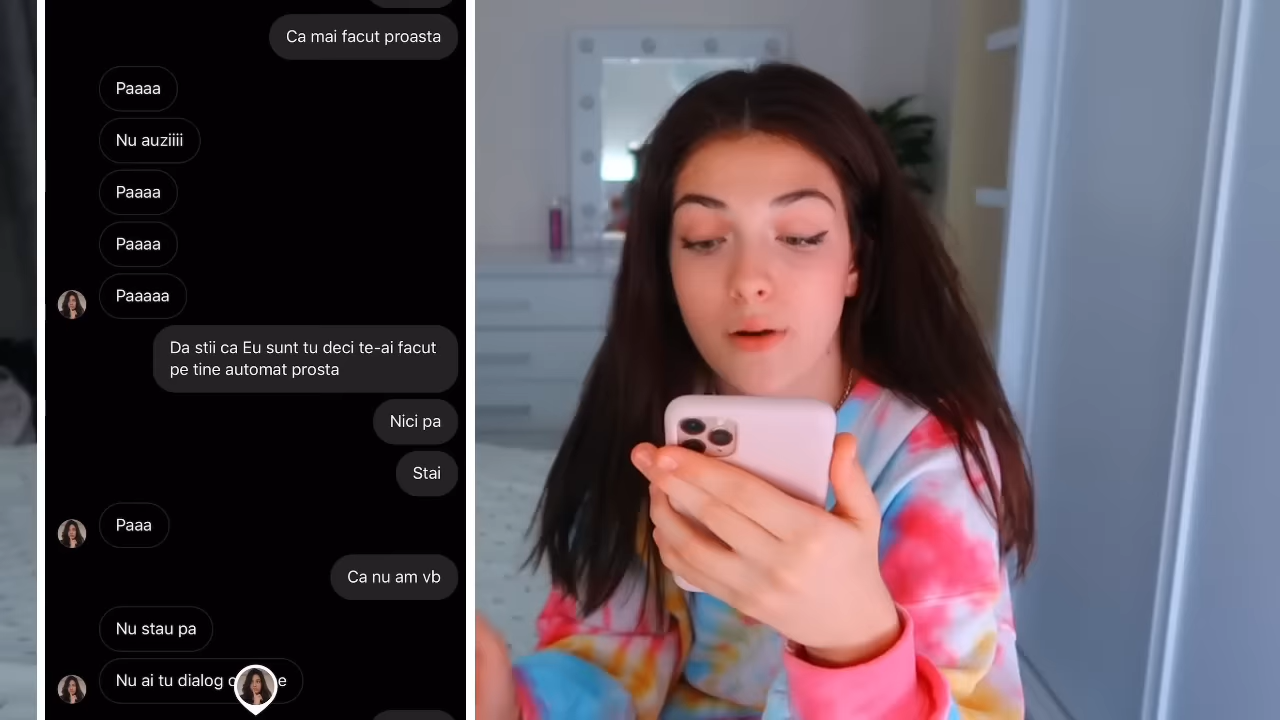 Ca mai facut proasta
Paaaa
Nu auziiii
Paaaa
Paaaa
Paaaaa
Da stii ca Eu sunt tu deci te-ai facut
pe tine automat prosta
Nici pa
Stai
Paaa
Ca nu am vb
Nu stau pa
Nu ai tu dialog